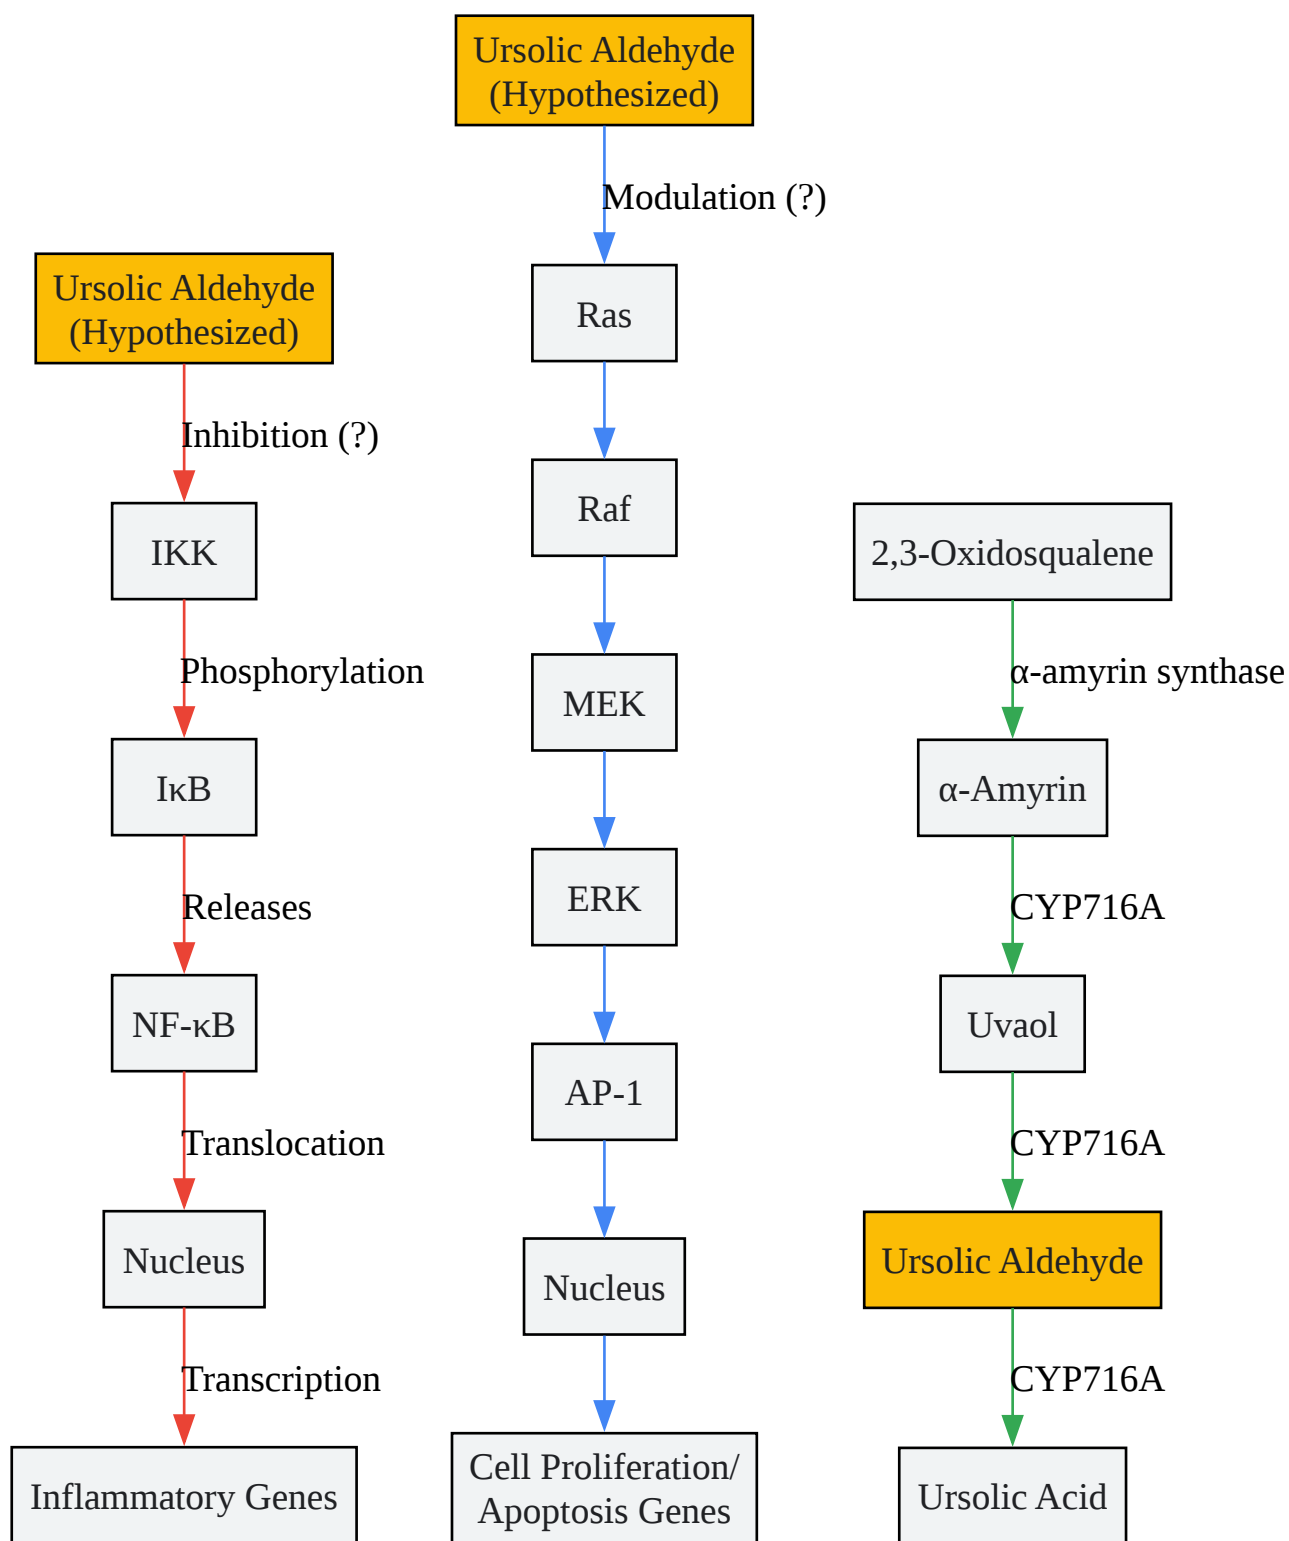 Ursolic Aldehyde
(Hypothesized)
Inhibition (?)
IKK
Phosphorylation
IκB
Releases
NF-κB
Translocation
Nucleus
Transcription
Inflammatory Genes
Ursolic Aldehyde
(Hypothesized)
Modulation (?)
Ras
Raf
MEK
ERK
AP-1
Nucleus
Cell Proliferation/
Apoptosis Genes
2,3-Oxidosqualene
α-amyrin synthase
α-Amyrin
CYP716A
Uvaol
CYP716A
Ursolic Aldehyde
CYP716A
Ursolic Acid